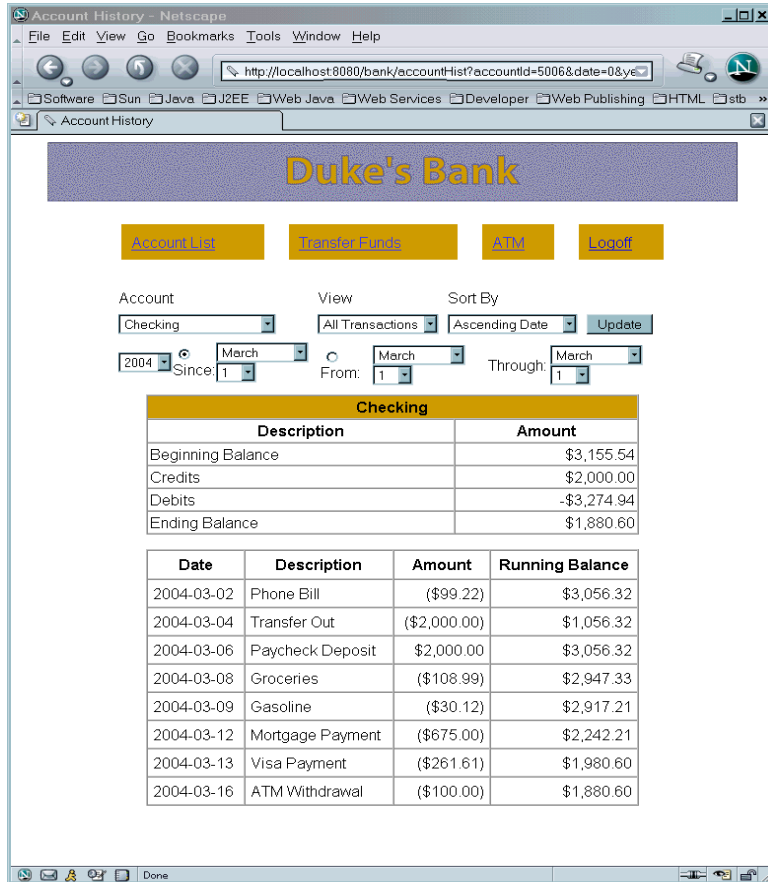 Account History - Netscape
File Edit View Go Bookmarks Tools Window Help
http://localhost:8080/bank/accountHist?accountId=5006&date=0&ye
Software Sun Java J2EE Web Java Web Services Developer Web Publishing HTML stb »
Account History
Duke's Bank
Account List Transfer Funds ATM Logoff
Account View Sort By
Checking All Transactions Ascending Date Update
2004 Since: March 1 From: March 1 Through: March 1
Checking
Description Amount
Beginning Balance $3,155.54
Credits $2,000.00
Debits -$3,274.94
Ending Balance $1,880.60
Date Description Amount Running Balance
2004-03-02 Phone Bill ($99.22) $3,056.32
2004-03-04 Transfer Out ($2,000.00) $1,056.32
2004-03-06 Paycheck Deposit $2,000.00 $3,056.32
2004-03-08 Groceries ($108.99) $2,947.33
2004-03-09 Gasoline ($30.12) $2,917.21
2004-03-12 Mortgage Payment ($675.00) $2,242.21
2004-03-13 Visa Payment ($261.61) $1,980.60
2004-03-16 ATM Withdrawal ($100.00) $1,880.60
Done